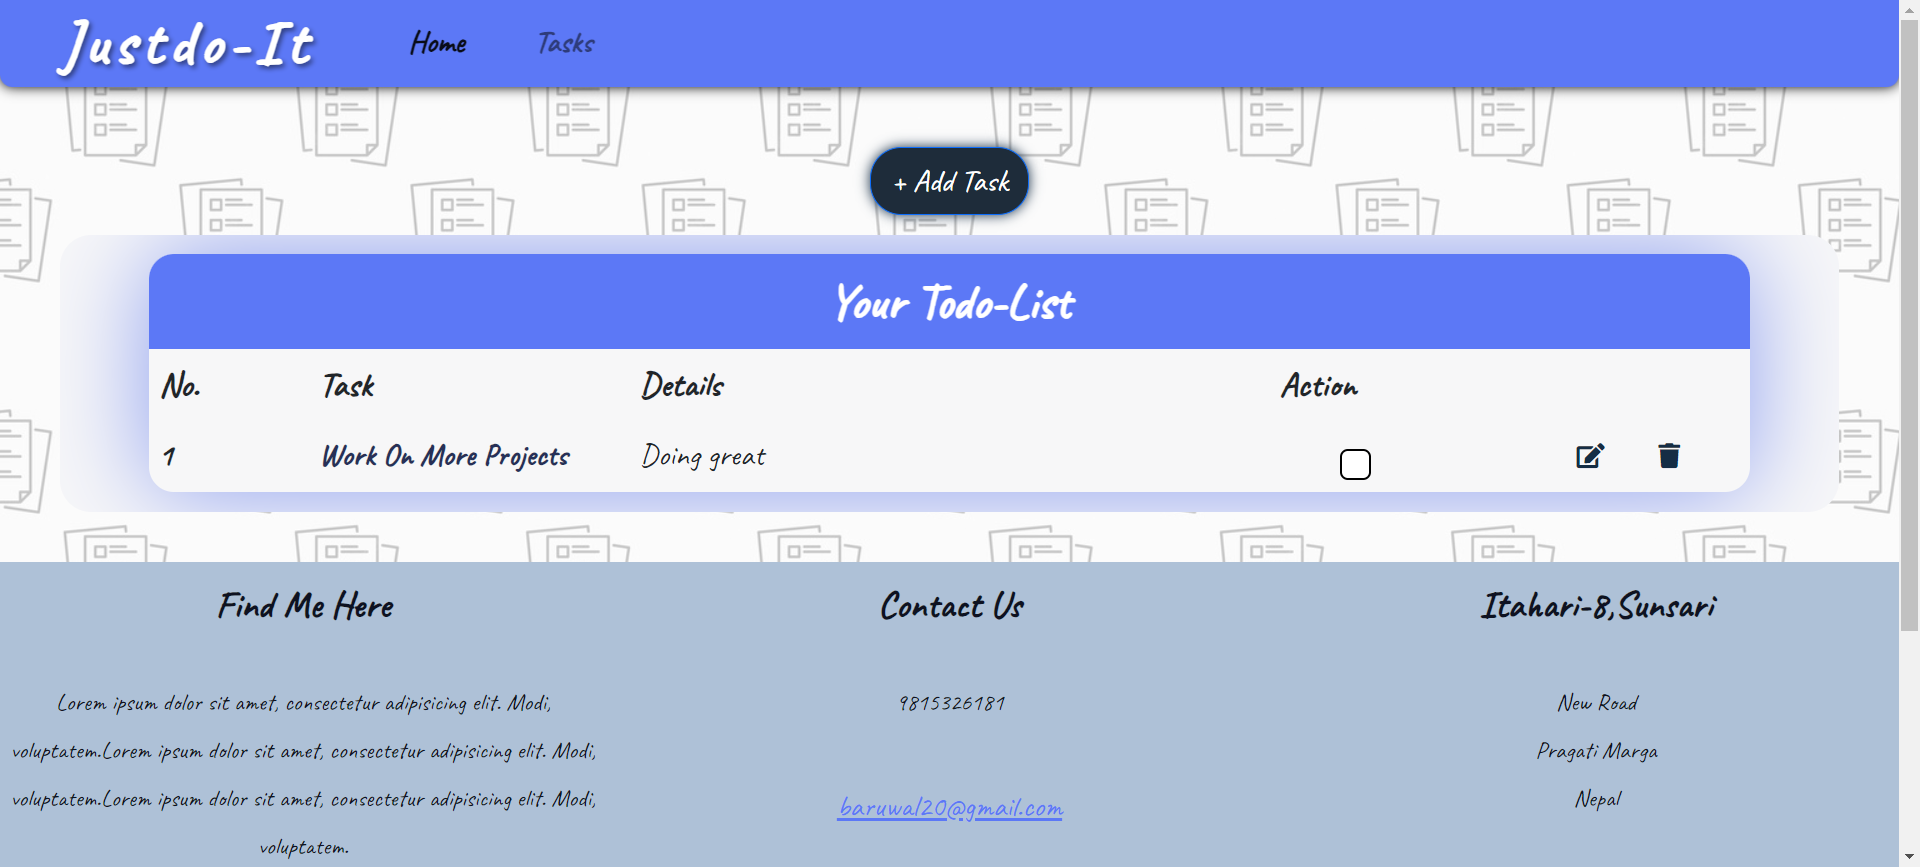 Justdo-It
Home
Tasks
+ Add Task
Your Todo-List
No. Task Details Action
1 Work On More Projects Doing great
Find Me Here
Lorem ipsum dolor sit amet, consectetur adipisicing elit. Modi,
voluptatem.Lorem ipsum dolor sit amet, consectetur adipisicing elit. Modi,
voluptatem.Lorem ipsum dolor sit amet, consectetur adipisicing elit. Modi,
voluptatem.
Contact Us
9815326181
baruwal20@gmail.com
Itahari-8,Sunsari
New Road
Pragati Marga
Nepal